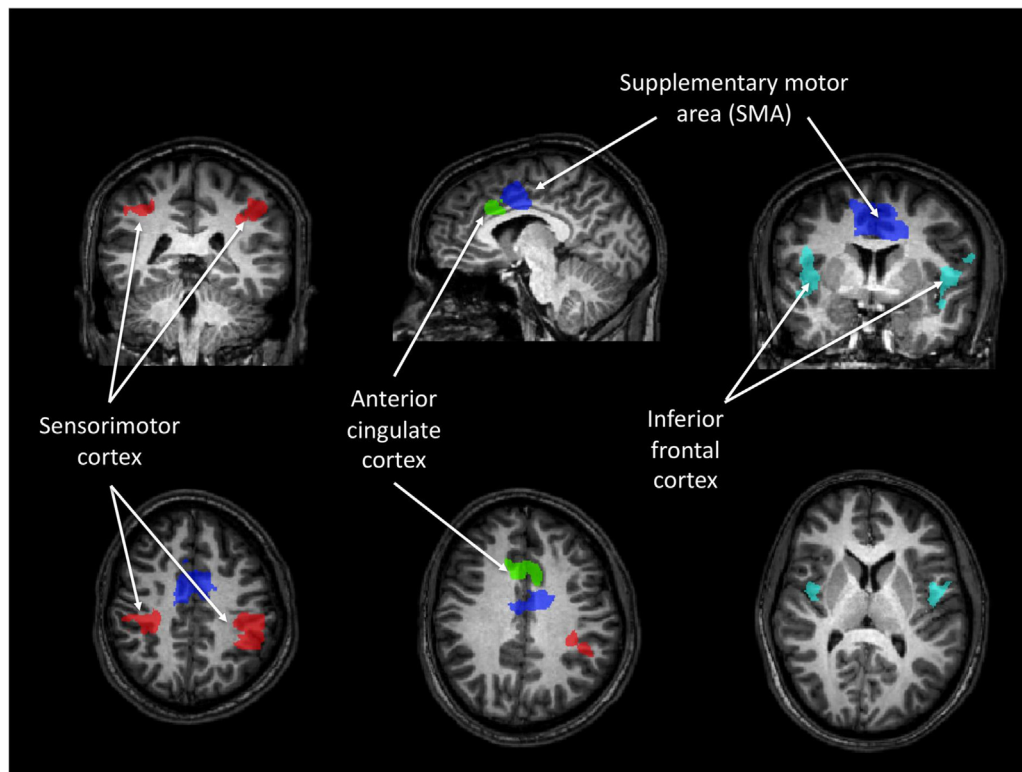 Supplementary motor
area (SMA)
Sensorimotor
cortex
Anterior
cingulate
cortex
Inferior
frontal
cortex